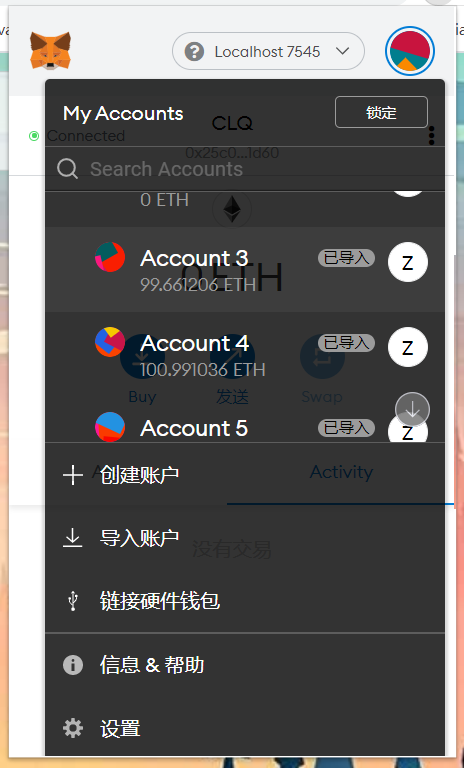 Localhost 7545
My Accounts
锁定
CLQ
Connected
0x25c0...1d60
Search Accounts
0 ETH
Account 3
已导入
Z
99.661206 ETH
0 ETH
Account 4
已导入
Z
100.991036 ETH
Buy
发送
Swap
Account 5
已导入
Z
创建账户
Activity
导入账户
没有交易
链接硬件钱包
信息 & 帮助
设置